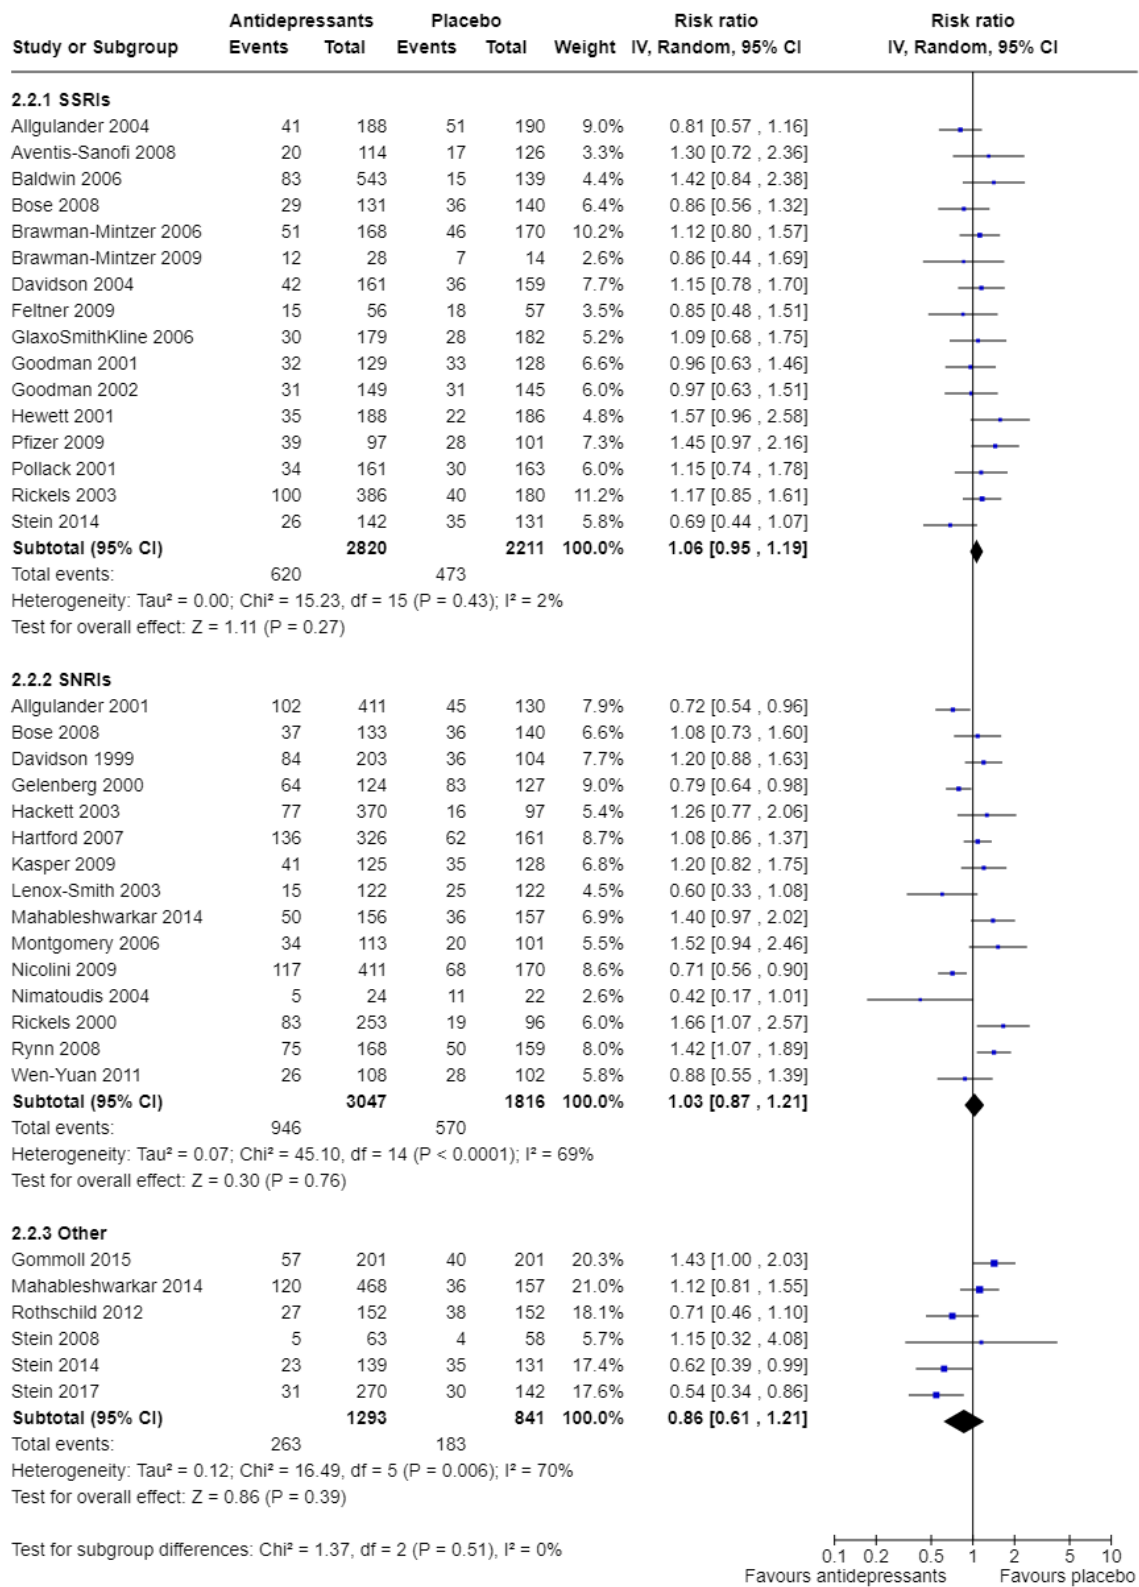 Antidepressants Placebo Risk ratio Risk ratio
Study or Subgroup Events Total Events Total Weight IV, Random, 95% CI IV, Random, 95% CI
2.2.1 SSRIs
Allgulander 2004 41 188 51 190 9.0% 0.81 [0.57 , 1.16]
Aventis-Sanofi 2008 20 114 17 126 3.3% 1.30 [0.72 , 2.36]
Baldwin 2006 83 543 15 139 4.4% 1.42 [0.84 , 2.38]
Bose 2008 29 131 36 140 6.4% 0.86 [0.56 , 1.32]
Brawman-Mintzer 2006 51 168 46 170 10.2% 1.12 [0.80 , 1.57]
Brawman-Mintzer 2009 12 28 7 14 2.6% 0.86 [0.44 , 1.69]
Davidson 2004 42 161 36 159 7.7% 1.15 [0.78 , 1.70]
Feltner 2009 15 56 18 57 3.5% 0.85 [0.48 , 1.51]
GlaxoSmithKline 2006 30 179 28 182 5.2% 1.09 [0.68 , 1.75]
Goodman 2001 32 129 33 128 6.6% 0.96 [0.63 , 1.46]
Goodman 2002 31 149 31 145 6.0% 0.97 [0.63 , 1.51]
Hewett 2001 35 188 22 186 4.8% 1.57 [0.96 , 2.58]
Pfizer 2009 39 97 28 101 7.3% 1.45 [0.97 , 2.16]
Pollack 2001 34 161 30 163 6.0% 1.15 [0.74 , 1.78]
Rickels 2003 100 386 40 180 11.2% 1.17 [0.85 , 1.61]
Stein 2014 26 142 35 131 5.8% 0.69 [0.44 , 1.07]
Subtotal (95% CI) 2820 2211 100.0% 1.06 [0.95 , 1.19]
Total events: 620 473
Heterogeneity: Tau² = 0.00; Chi² = 15.23, df = 15 (P = 0.43); I² = 2%
Test for overall effect: Z = 1.11 (P = 0.27)
2.2.2 SNRIs
Allgulander 2001 102 411 45 130 7.9% 0.72 [0.54 , 0.96]
Bose 2008 37 133 36 140 6.6% 1.08 [0.73 , 1.60]
Davidson 1999 84 203 36 104 7.7% 1.20 [0.88 , 1.63]
Gelenberg 2000 64 124 83 127 9.0% 0.79 [0.64 , 0.98]
Hackett 2003 77 370 16 97 5.4% 1.26 [0.77 , 2.06]
Hartford 2007 136 326 62 161 8.7% 1.08 [0.86 , 1.37]
Kasper 2009 41 125 35 128 6.8% 1.20 [0.82 , 1.75]
Lenox-Smith 2003 15 122 25 122 4.5% 0.60 [0.33 , 1.08]
Mahableshwarkar 2014 50 156 36 157 6.9% 1.40 [0.97 , 2.02]
Montgomery 2006 34 113 20 101 5.5% 1.52 [0.94 , 2.46]
Nicolini 2009 117 411 68 170 8.6% 0.71 [0.56 , 0.90]
Nimatoudis 2004 5 24 11 22 2.6% 0.42 [0.17 , 1.01]
Rickels 2000 83 253 19 96 6.0% 1.66 [1.07 , 2.57]
Rynn 2008 75 168 50 159 8.0% 1.42 [1.07 , 1.89]
Wen-Yuan 2011 26 108 28 102 5.8% 0.88 [0.55 , 1.39]
Subtotal (95% CI) 3047 1816 100.0% 1.03 [0.87 , 1.21]
Total events: 946 570
Heterogeneity: Tau² = 0.07; Chi² = 45.10, df = 14 (P < 0.0001); I² = 69%
Test for overall effect: Z = 0.30 (P = 0.76)
2.2.3 Other
Gommoll 2015 57 201 40 201 20.3% 1.43 [1.00 , 2.03]
Mahableshwarkar 2014 120 468 36 157 21.0% 1.12 [0.81 , 1.55]
Rothschild 2012 27 152 38 152 18.1% 0.71 [0.46 , 1.10]
Stein 2008 5 63 4 58 5.7% 1.15 [0.32 , 4.08]
Stein 2014 23 139 35 131 17.4% 0.62 [0.39 , 0.99]
Stein 2017 31 270 30 142 17.6% 0.54 [0.34 , 0.86]
Subtotal (95% CI) 1293 841 100.0% 0.86 [0.61 , 1.21]
Total events: 263 183
Heterogeneity: Tau² = 0.12; Chi² = 16.49, df = 5 (P = 0.006); I² = 70%
Test for overall effect: Z = 0.86 (P = 0.39)
Test for subgroup differences: Chi² = 1.37, df = 2 (P = 0.51), I² = 0%
0.1 0.2 0.5 1 2 5 10
Favours antidepressants Favours placebo